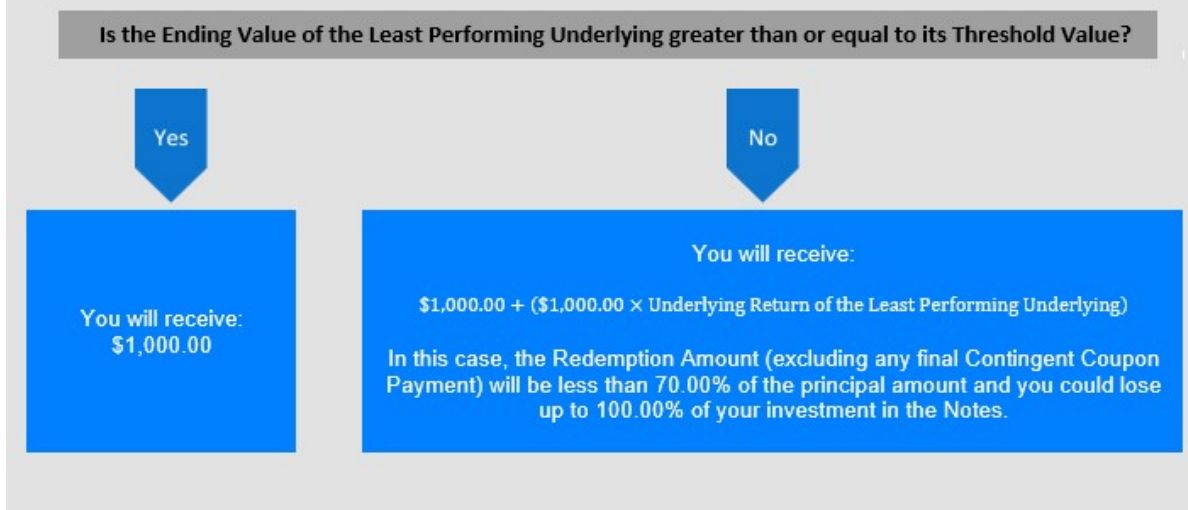 Is the Ending Value of the Least Performing Underlying greater than or equal to its Threshold Value?
Yes
No
You will receive:
$1,000.00
You will receive:
$1,000.00 + ($1,000.00 × Underlying Return of the Least Performing Underlying)
In this case, the Redemption Amount (excluding any final Contingent Coupon
Payment) will be less than 70.00% of the principal amount and you could lose
up to 100.00% of your investment in the Notes.